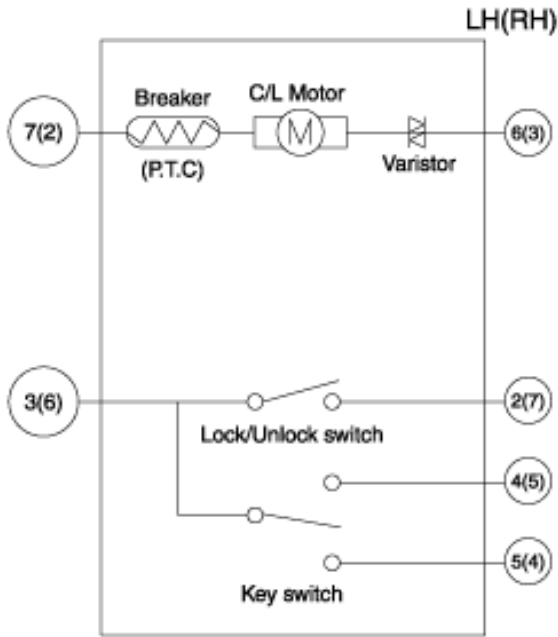 LH(RH)
Breaker
C/L Motor
7(2)
M
6(3)
(P.T.C)
Varistor
3(6)
2(7)
Lock/Unlock switch
4(5)
5(4)
Key switch